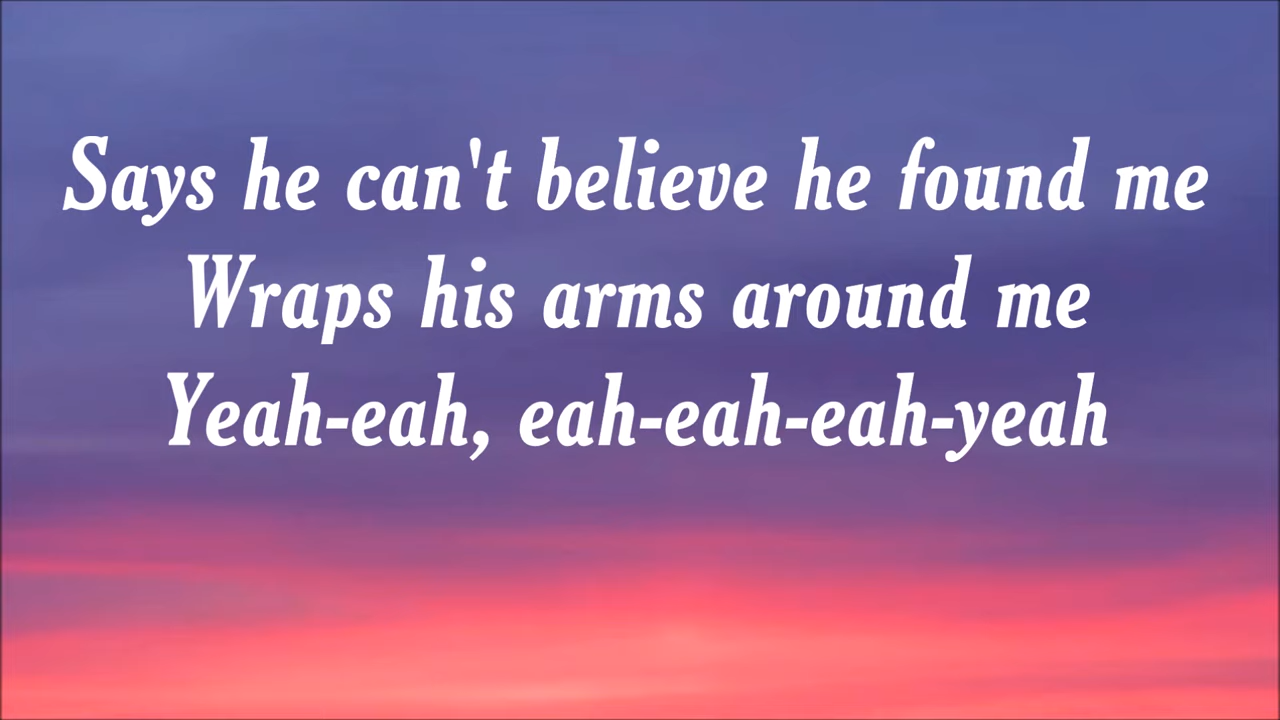 Says he can't believe he found me
Wraps his arms around me
Yeah-eah, eah-eah-eah-yeah